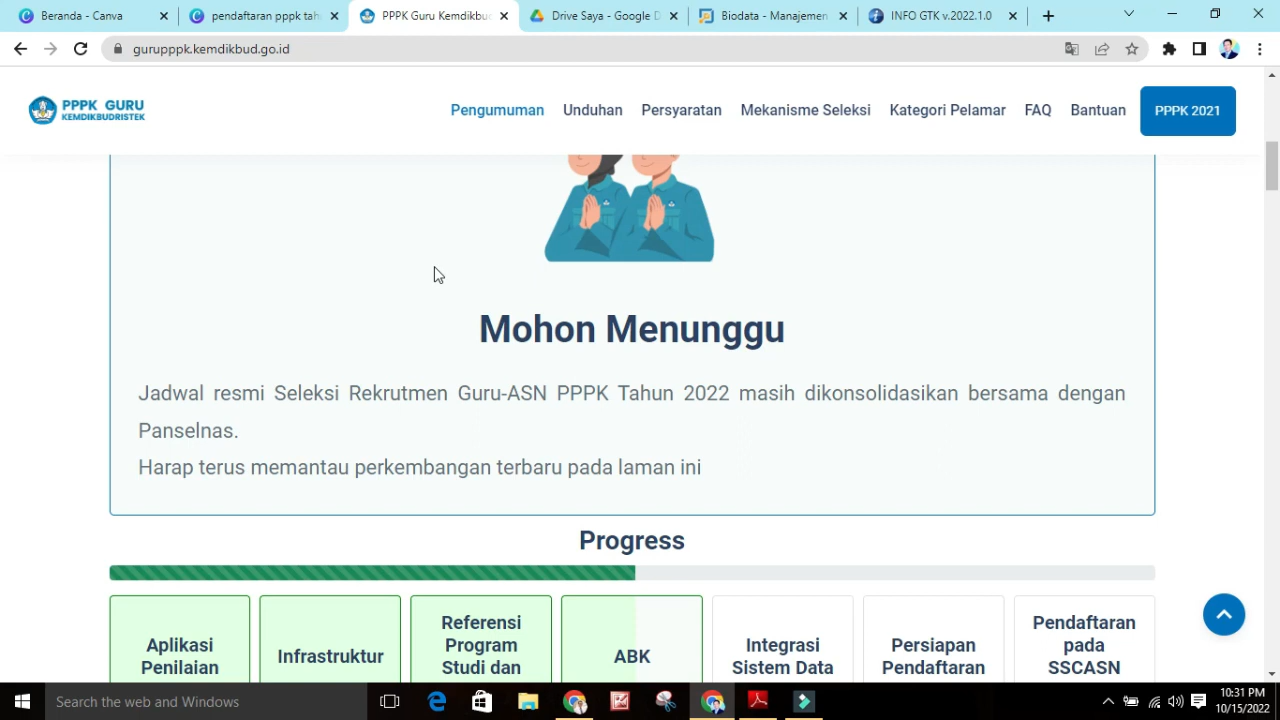 Beranda - Canva
pendaftaran pppk tah
PPPK Guru Kemdikbu
Drive Saya - Google D
Biodata - Manajemen
INFO GTK v.2022.1.0
gurupppk.kemdikbud.go.id
PPPK GURU
KEMDIKBUDRISTEK
Pengumuman
Unduhan
Persyaratan
Mekanisme Seleksi
Kategori Pelamar
FAQ
Bantuan
PPPK 2021
Mohon Menunggu
Jadwal resmi Seleksi Rekrutmen Guru-ASN PPPK Tahun 2022 masih dikonsolidasikan bersama dengan
Panselnas.
Harap terus memantau perkembangan terbaru pada laman ini
Progress
Aplikasi
Penilaian
Infrastruktur
Referensi
Program
Studi dan
ABK
Integrasi
Sistem Data
Persiapan
Pendaftaran
Pendaftaran
pada
SSCASN
Search the web and Windows
10:31 PM
10/15/2022